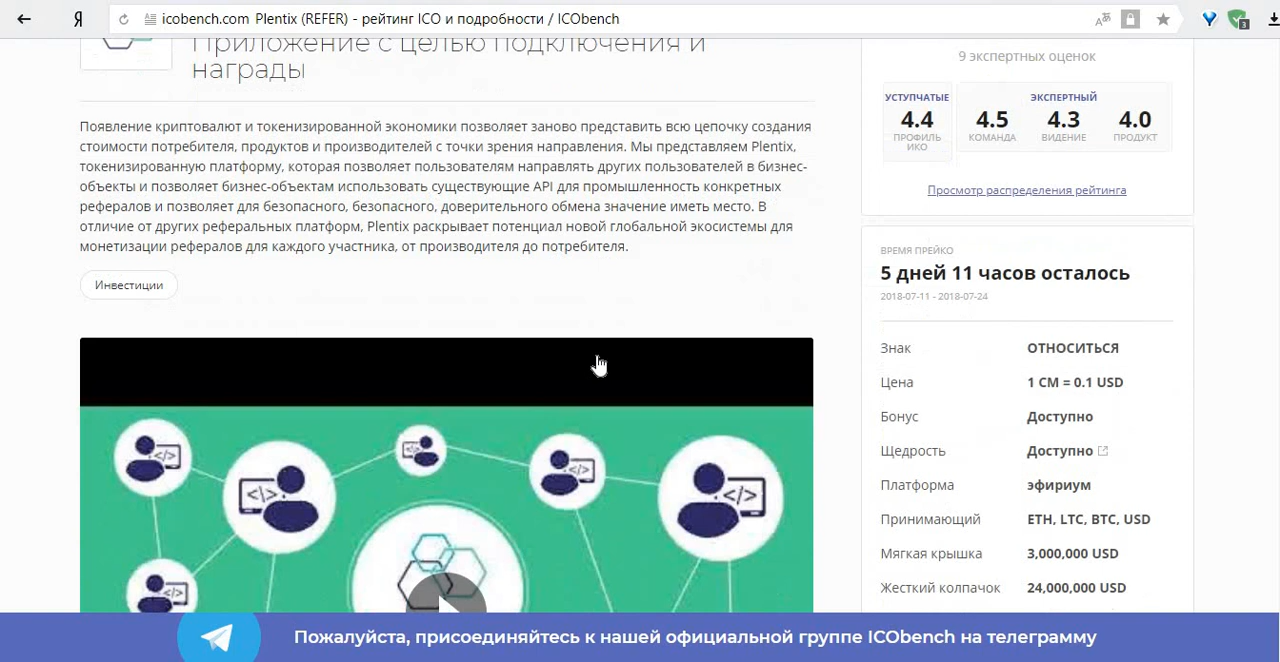 Я
icobench.com Plentix (REFER) - рейтинг ICO и подробности / ICObench
3
Приложение с целью подключения и
награды
Появление криптовалют и токенизированной экономики позволяет заново представить всю цепочку создания
стоимости потребителя, продуктов и производителей с точки зрения направления. Мы представляем Plentix,
токенизированную платформу, которая позволяет пользователям направлять других пользователей в бизнес-
объекты и позволяет бизнес-объектам использовать существующие API для промышленность конкретных
рефералов и позволяет для безопасного, безопасного, доверительного обмена значение иметь место. В
отличие от других реферальных платформ, Plentix раскрывает потенциал новой глобальной экосистемы для
монетизации рефералов для каждого участника, от производителя до потребителя.
Инвестиции
9 экспертных оценок
УСТУПЧАТЫЕ ЭКСПЕРТНЫЙ
4.4 4.5 4.3 4.0
ПРОФИЛЬ КОМАНДА ВИДЕНИЕ ПРОДУКТ
ИКО
Просмотр распределения рейтинга
ВРЕМЯ ПРЕЙКО
5 дней 11 часов осталось
2018-07-11 - 2018-07-24
Знак ОТНОСИТЬСЯ
Цена 1 СМ = 0.1 USD
Бонус Доступно
Щедрость Доступно
Платформа эфириум
Принимающий ETH, LTC, BTC, USD
Мягкая крышка 3,000,000 USD
Жесткий колпачок 24,000,000 USD
Пожалуйста, присоединяйтесь к нашей официальной группе ICObench на телеграмму